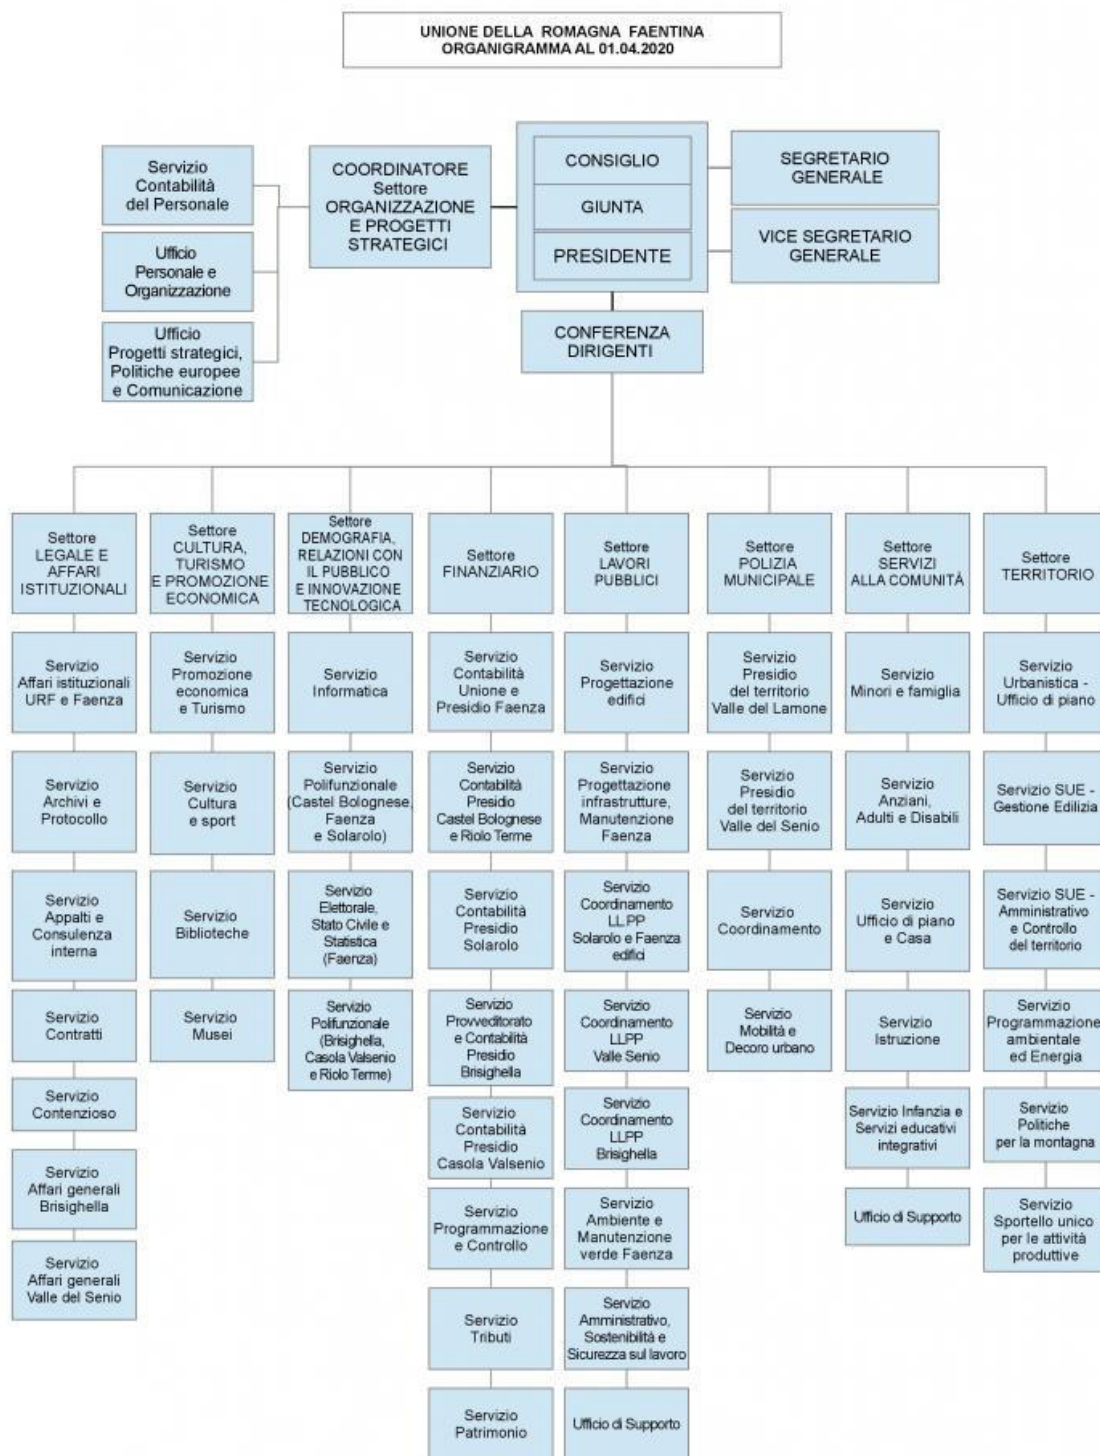 UNIONE DELLA ROMAGNA FAENTINA
ORGANIGRAMMA AL 01.04.2020
Servizio
Contabilità
del Personale
Ufficio
Personale e
Organizzazione
Ufficio
Progetti strategici,
Politiche europee
e Comunicazione
COORDINATORE
Settore
ORGANIZZAZIONE
E PROGETTI
STRATEGICI
CONSIGLIO
GIUNTA
PRESIDENTE
SEGRETARIO
GENERALE
VICE SEGRETARIO
GENERALE
CONFERENZA
DIRIGENTI
Settore
LEGALE E
AFFARI
ISTITUZIONALI
Servizio
Affari istituzionali
URF e Faenza
Servizio
Archivi e
Protocollo
Servizio
Appalti e
Consulenza
interna
Servizio
Contratti
Servizio
Contenzioso
Servizio
Affari generali
Brisighella
Servizio
Affari generali
Valle del Senio
Settore
CULTURA,
TURISMO
E PROMOZIONE
ECONOMICA
Servizio
Promozione
economica
e Turismo
Servizio
Cultura
e sport
Servizio
Biblioteche
Servizio
Musei
Settore
DEMOGRAFIA,
RELAZIONI CON
IL PUBBLICO
E INNOVAZIONE
TECNOLOGICA
Servizio
Informatica
Servizio
Polifunzionale
(Castel Bolognese,
Faenza
e Solarolo)
Servizio
Elettorale,
Stato Civile e
Statistica
(Faenza)
Servizio
Polifunzionale
(Brisighella,
Casola Valsenio
e Riolo Terme)
Settore
FINANZIARIO
Servizio
Contabilità
Unione e
Presidio Faenza
Servizio
Contabilità
Presidio
Castel Bolognese
e Riolo Terme
Servizio
Contabilità
Presidio
Solarolo
Servizio
Provveditorato
e Contabilità
Presidio
Brisighella
Servizio
Contabilità
Presidio
Casola Valsenio
Servizio
Programmazione
e Controllo
Servizio
Tributi
Servizio
Patrimonio
Settore
LAVORI
PUBBLICI
Servizio
Progettazione
edifici
Servizio
Progettazione
infrastrutture,
Manutenzione
Faenza
Servizio
Coordinamento
LL.PP
Solarolo e Faenza
edifici
Servizio
Coordinamento
LLPP
Valle Senio
Servizio
Coordinamento
LLPP
Brisighella
Servizio
Ambiente e
Manutenzione
verde Faenza
Servizio
Amministrativo,
Sostenibilità e
Sicurezza sul lavoro
Ufficio di Supporto
Settore
POLIZIA
MUNICIPALE
Servizio
Presidio
del territorio
Valle del Lamone
Servizio
Presidio
del territorio
Valle del Senio
Servizio
Coordinamento
Servizio
Mobilità e
Decoro urbano
Settore
SERVIZI
ALLA COMUNITÀ
Servizio
Minori e famiglia
Servizio
Anziani,
Adulti e Disabili
Servizio
Ufficio di piano
e Casa
Servizio
Istruzione
Servizio Infanzia e
Servizi educativi
integrativi
Ufficio di Supporto
Settore
TERRITORIO
Servizio
Urbanistica -
Ufficio di piano
Servizio SUE -
Gestione Edilizia
Servizio SUE -
Amministrativo
e Controllo
del territorio
Servizio
Programmazione
ambientale
ed Energia
Servizio
Politiche
per la montagna
Servizio
Sportello unico
per le attività
produttive